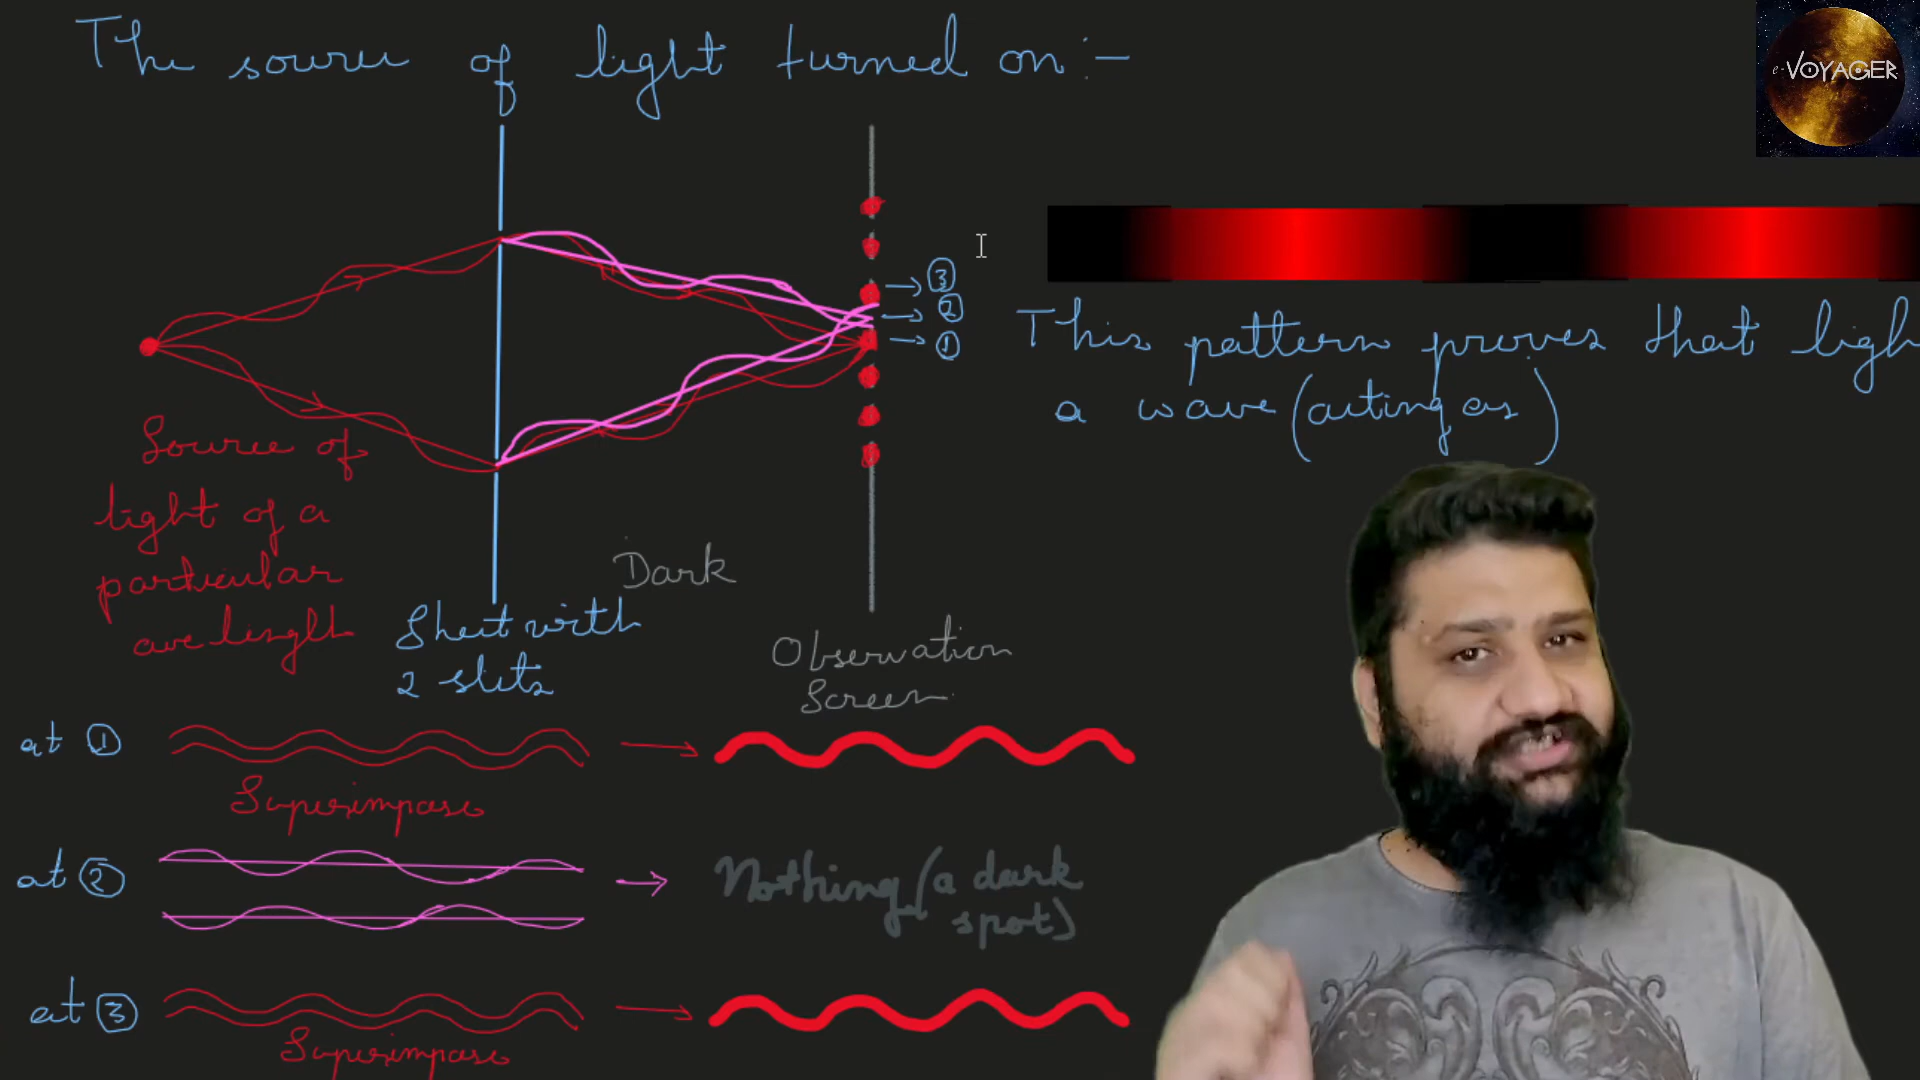 The source of light turned on :-
e-VOYAGER
3
2
1
This pattern proves that ligh
a wave (acting as)
Source of
light of a
particular
avelength
Dark
Sheet with
2 slits
Observation
Screen
at 1
Superimpose
at 2
Nothing (a dark
spot)
at 3
Superimpose